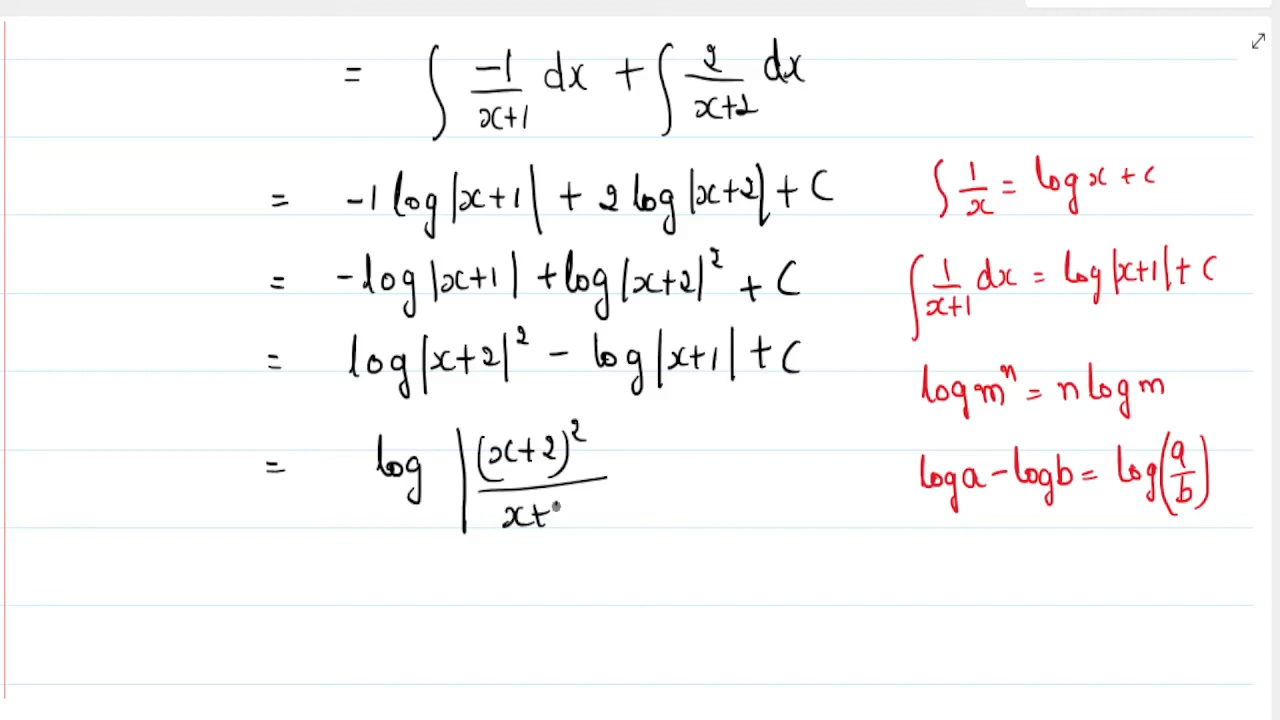 = ∫ -1/(x+1) dx + ∫ 2/(x+2) dx
= -1 log|x+1| + 2 log|x+2| + C
= -log|x+1| + log|x+2|² + C
= log|x+2|² - log|x+1| + C
= log |(x+2)²/x+
∫ 1/x = log x + c
∫ 1/(x+1) dx = log|x+1| + C
log mⁿ = n log m
log a - log b = log(a/b)